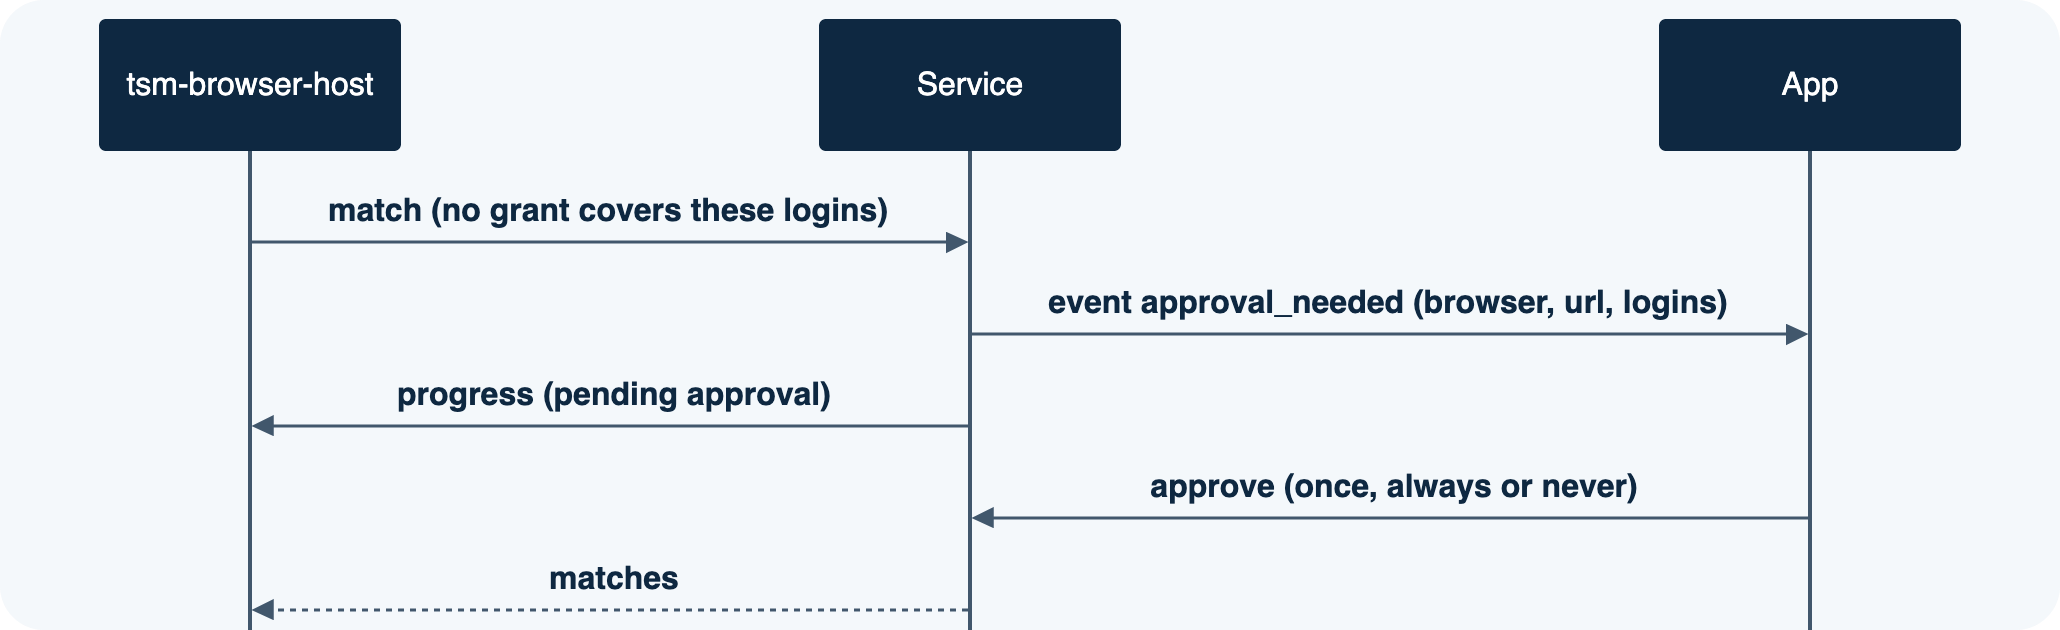 tsm-browser-host
Service
App
match (no grant covers these logins)
event approval_needed (browser, url, logins)
progress (pending approval)
approve (once, always or never)
matches